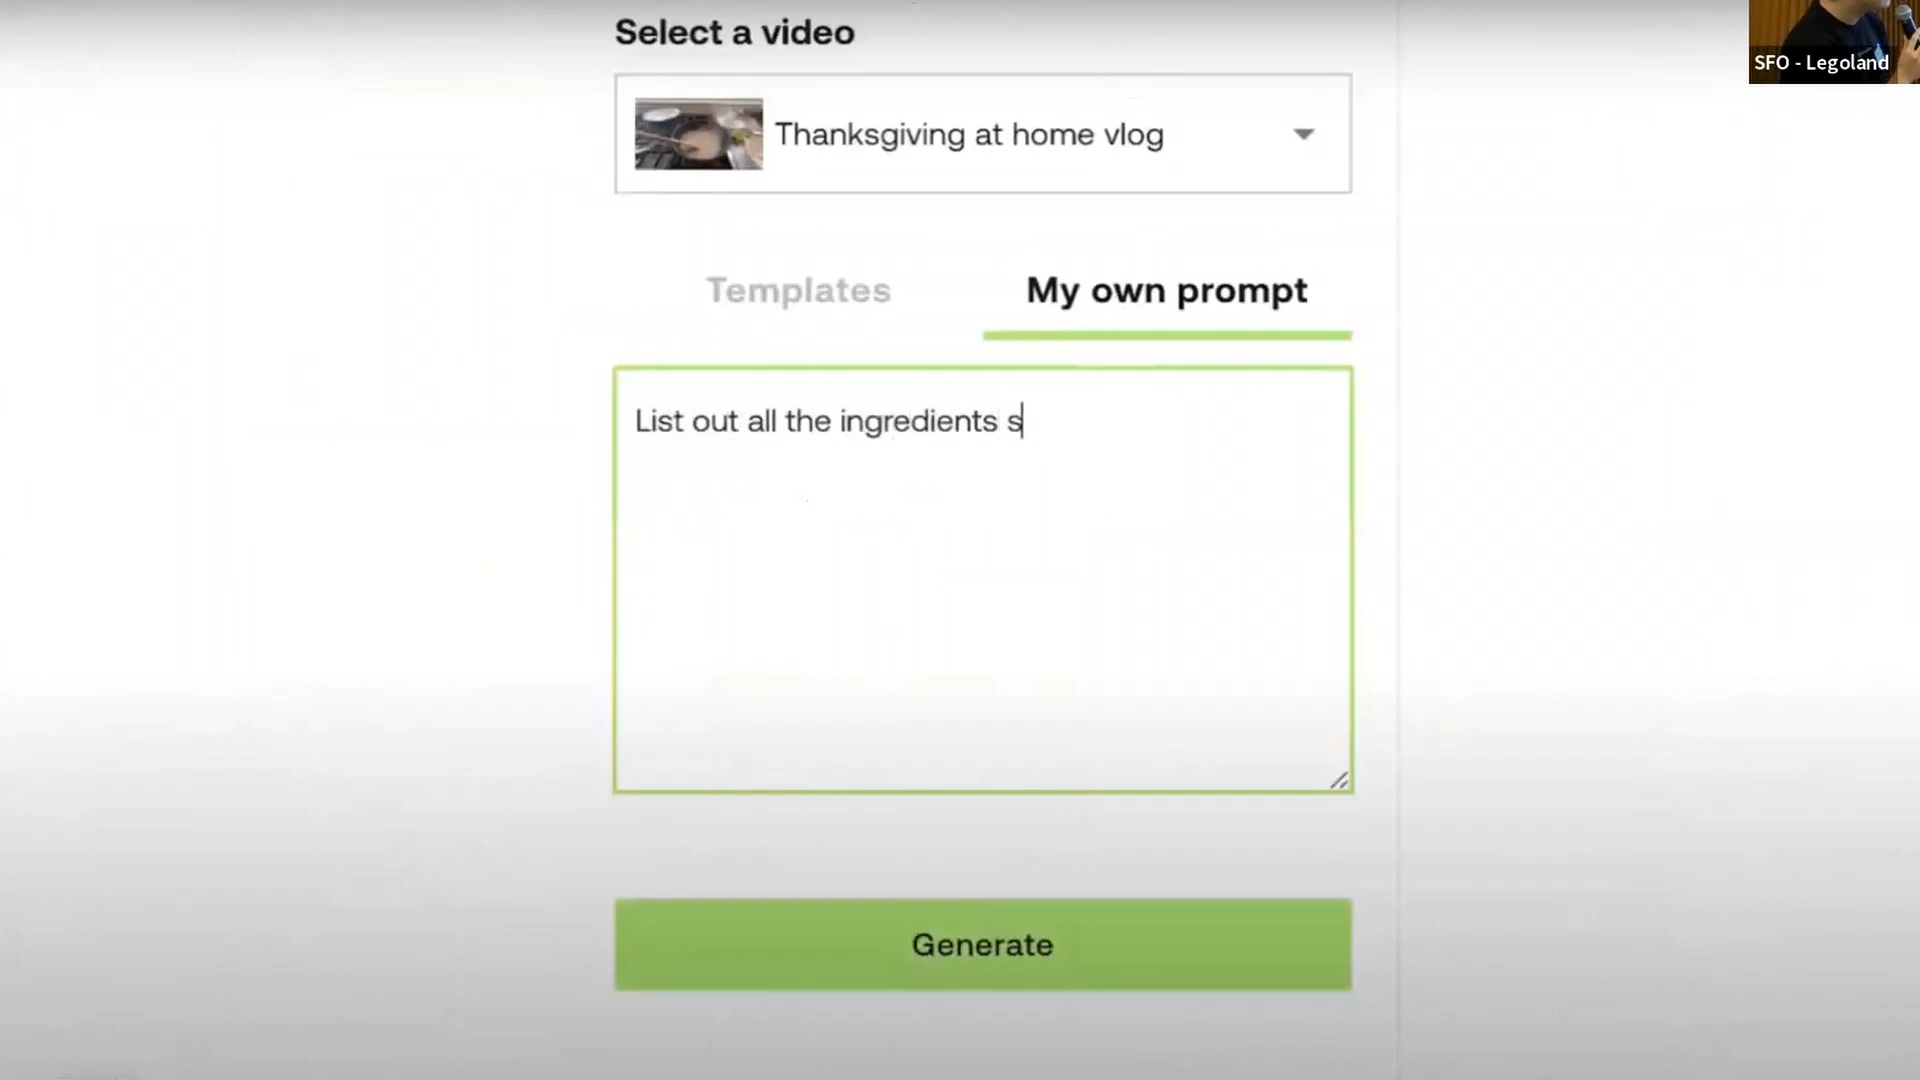 Select a video
SFO - Legoland
Thanksgiving at home vlog
Templates
My own prompt
List out all the ingredients s
Generate